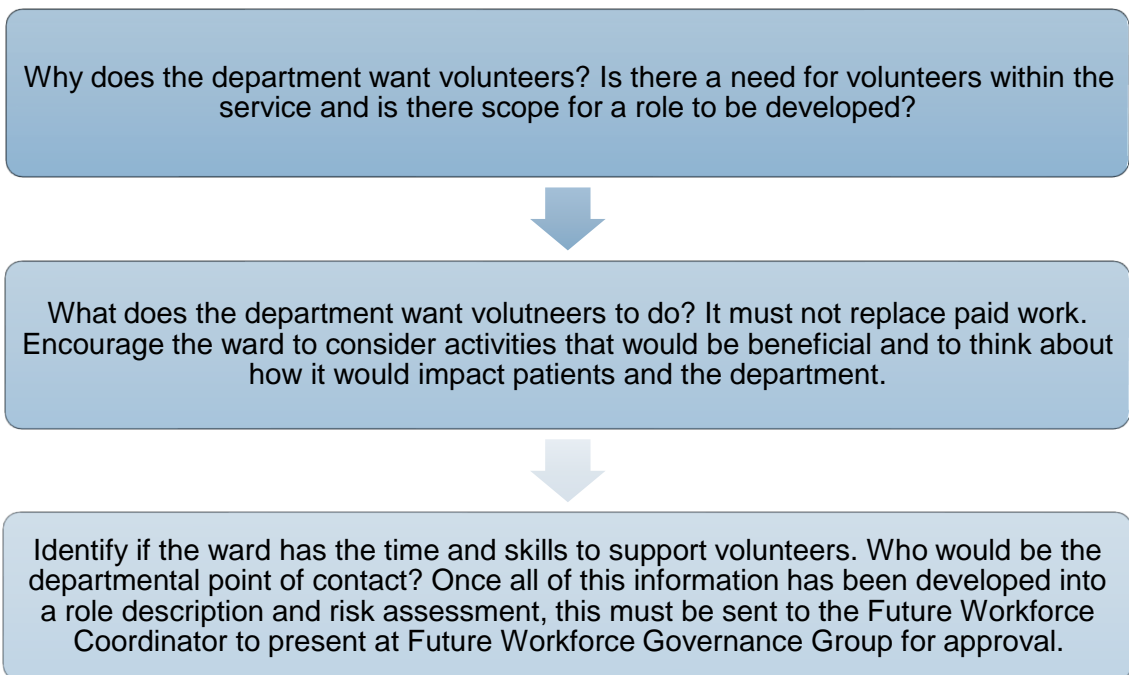 Why does the department want volunteers? Is there a need for volunteers within the
service and is there scope for a role to be developed?
What does the department want volutneers to do? It must not replace paid work.
Encourage the ward to consider activities that would be beneficial and to think about
how it would impact patients and the department.
Identify if the ward has the time and skills to support volunteers. Who would be the
departmental point of contact? Once all of this information has been developed into
a role description and risk assessment, this must be sent to the Future Workforce
Coordinator to present at Future Workforce Governance Group for approval.